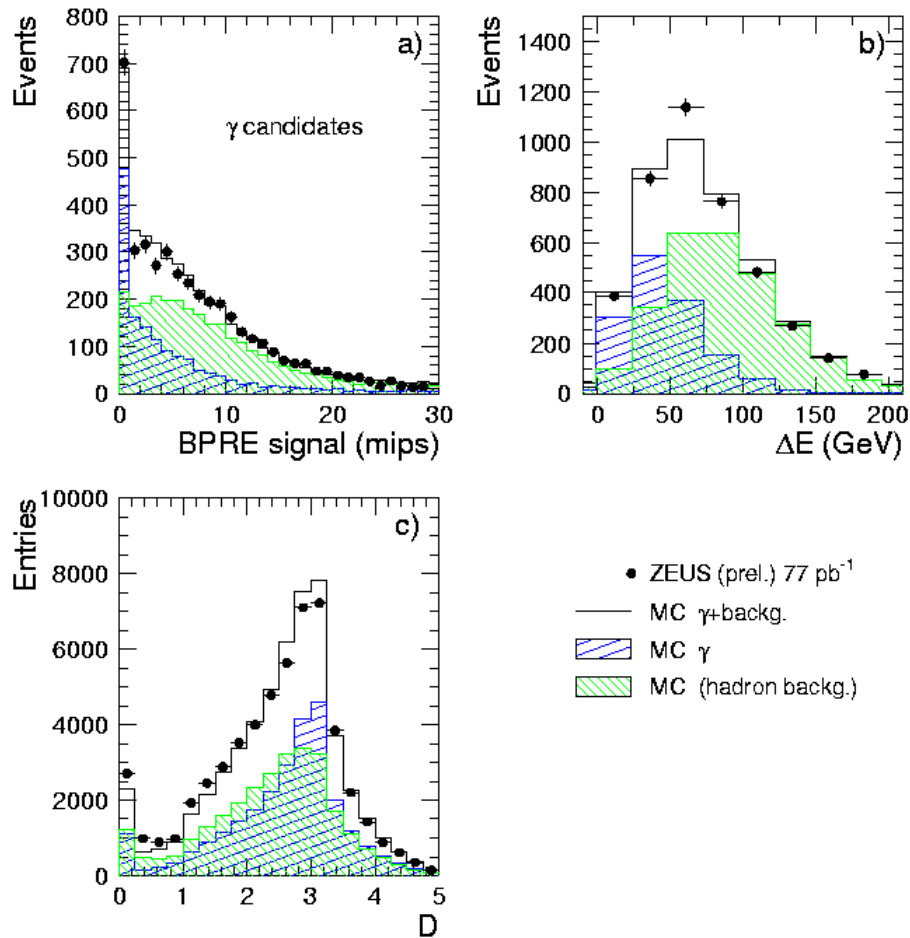 800
700
600
500
400
300
200
100
0
0 10 20 30
Events
a)
γ candidates
BPRE signal (mips)
1400
1200
1000
800
600
400
200
0
0 50 100 150 200
Events
b)
ΔE (GeV)
10000
8000
6000
4000
2000
0
0 1 2 3 4 5
Entries
c)
D
ZEUS (prel.) 77 pb⁻¹
MC γ+backg.
MC γ
MC (hadron backg.)